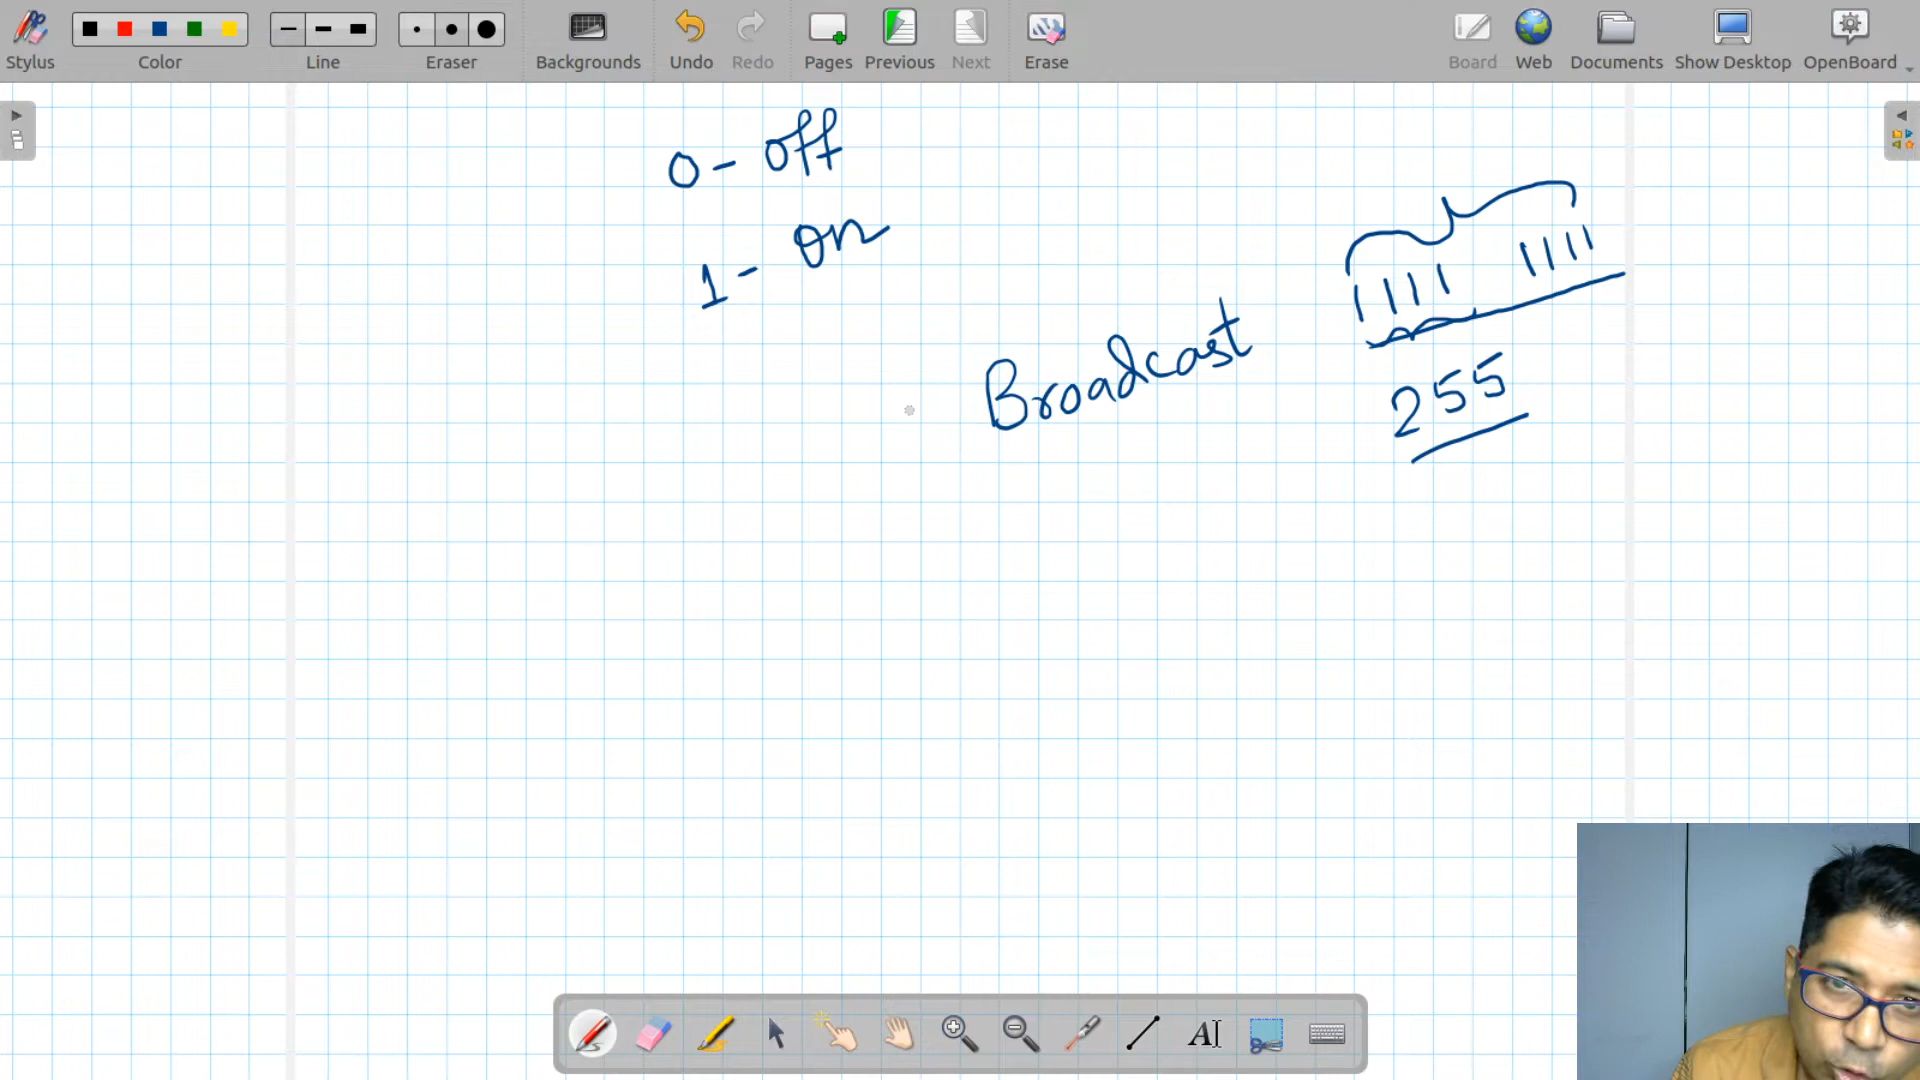 Stylus Color Line Eraser Backgrounds Undo Redo Pages Previous Next Erase Board Web Documents Show Desktop OpenBoard
0 - off
1 - on
1111 1111
Broadcast
255
A